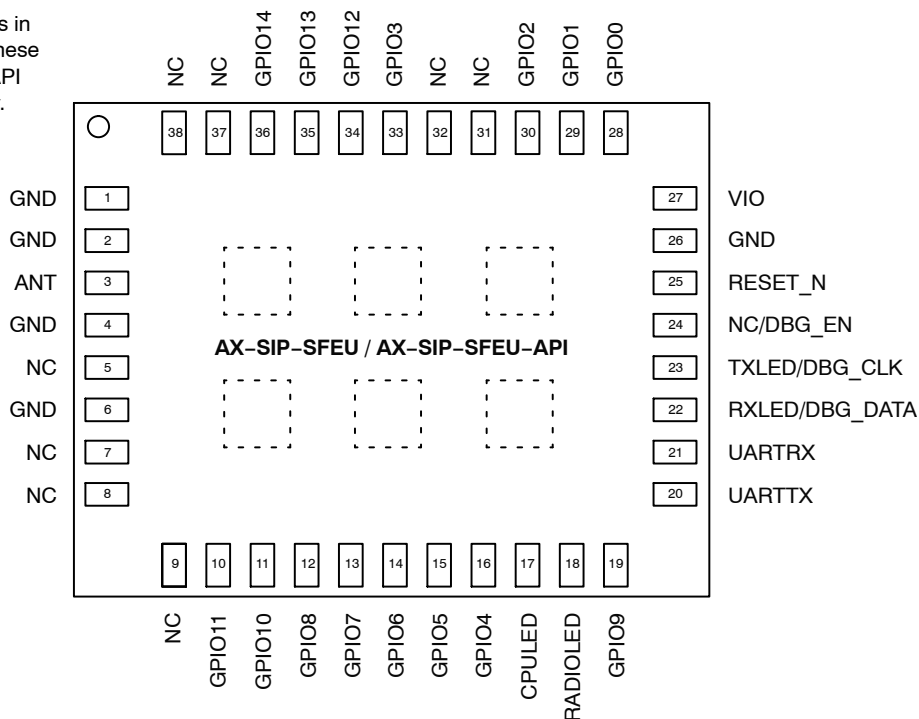 s in
hese
PI
NC
NC
GPIO14
GPIO13
GPIO12
GPIO3
NC
NC
GPIO2
GPIO1
GPIO0
38
37
36
35
34
33
32
31
30
29
28
GND 1
GND 2
ANT 3
GND 4
NC 5
GND 6
NC 7
NC 8
27 VIO
26 GND
25 RESET_N
24 NC/DBG_EN
23 TXLED/DBG_CLK
22 RXLED/DBG_DATA
21 UARTRX
20 UARTTX
AX–SIP–SFEU / AX–SIP–SFEU–API
9
10
11
12
13
14
15
16
17
18
19
NC
GPIO11
GPIO10
GPIO8
GPIO7
GPIO6
GPIO5
GPIO4
CPULED
RADIOLED
GPIO9